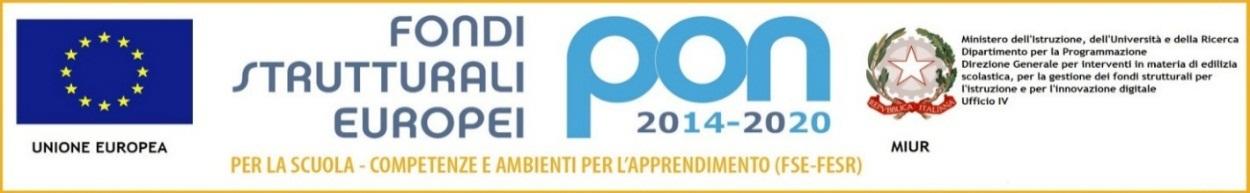 UNIONE EUROPEA
FONDI
STRUTTURALI
EUROPEI
pon
2014-2020
PER LA SCUOLA - COMPETENZE E AMBIENTI PER L'APPRENDIMENTO (FSE-FESR)
REPVBBLICA ITALIANA
MIUR
Ministero dell'Istruzione, dell'Università e della Ricerca
Dipartimento per la Programmazione
Direzione Generale per interventi in materia di edilizia
scolastica, per la gestione dei fondi strutturali per
l'istruzione e per l'innovazione digitale
Ufficio IV